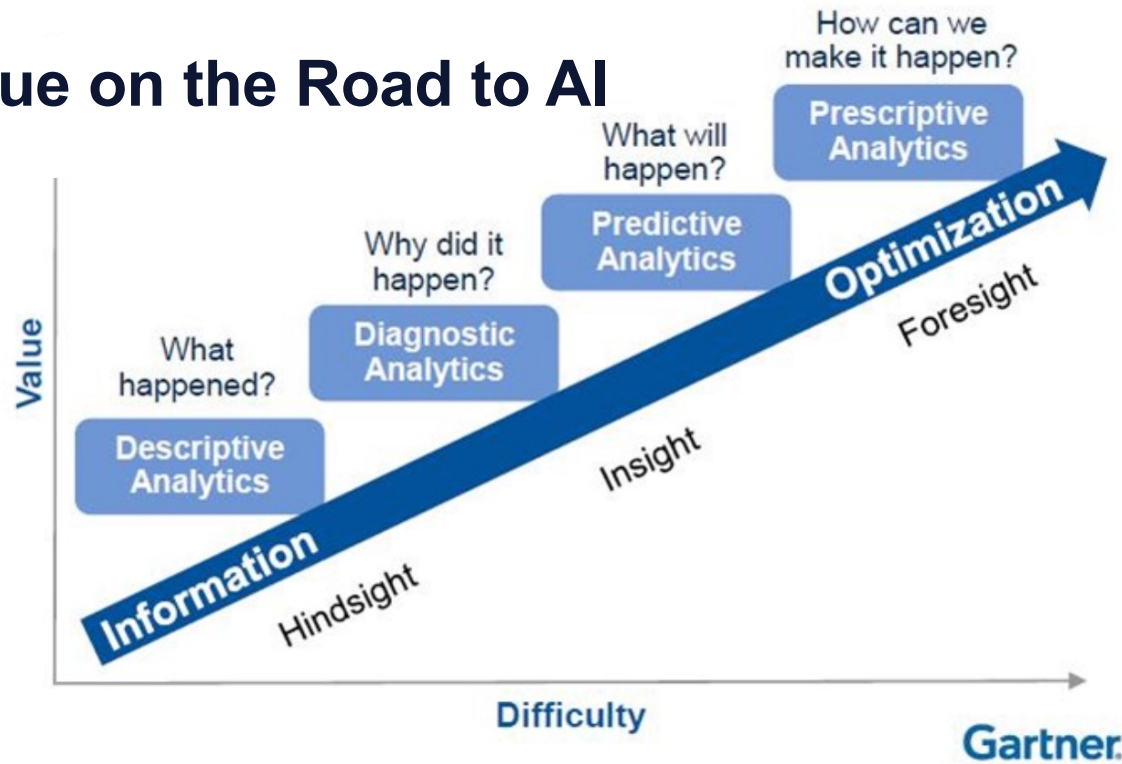 ue on the Road to AI
How can we
make it happen?
Prescriptive
Analytics
What will
happen?
Predictive
Analytics
Why did it
happen?
Diagnostic
Analytics
What
happened?
Descriptive
Analytics
Value
Information
Optimization
Hindsight
Insight
Foresight
Difficulty
Gartner.